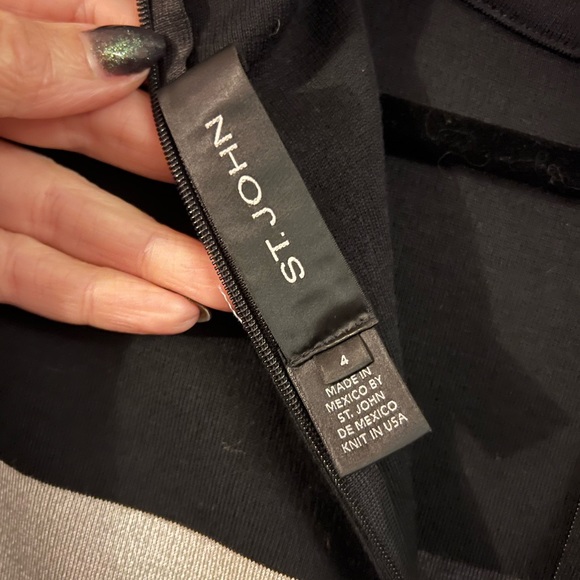 ST. JOHN
4
MADE IN
MEXICO BY
ST. JOHN
DE MEXICO
KNIT IN USA